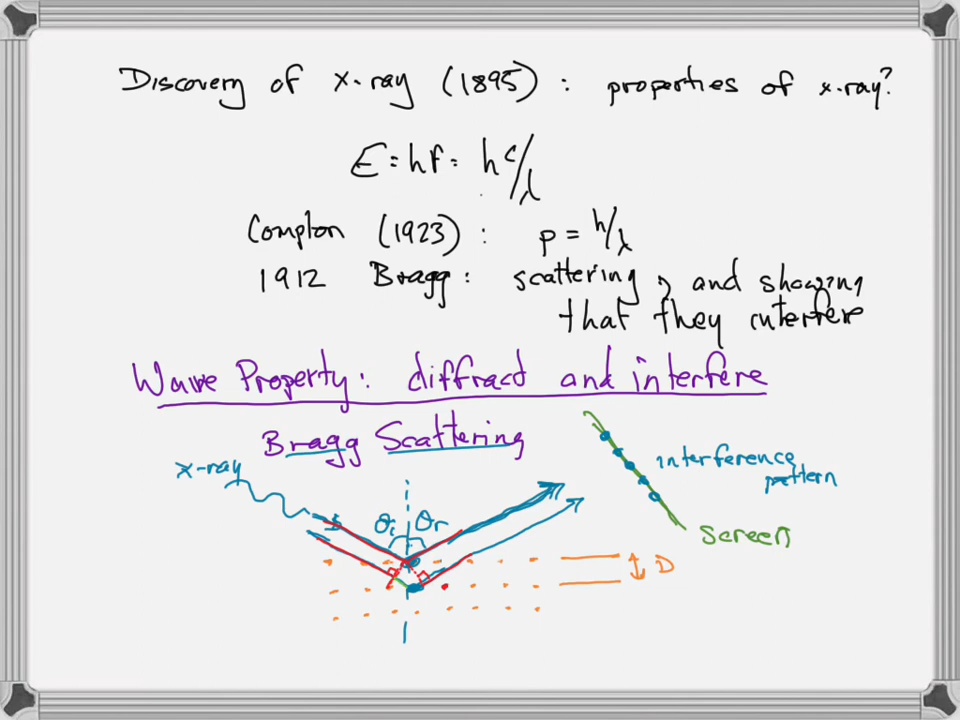 Discovery of x-ray (1895) : properties of x-ray?
E = hf = h c/λ
Compton (1923) : p = h/λ
1912 Bragg : scattering, and showing
that they interfere
Wave Property: diffract and interfere
Bragg Scattering
x-ray
interference
pattern
θi θr
screen
D